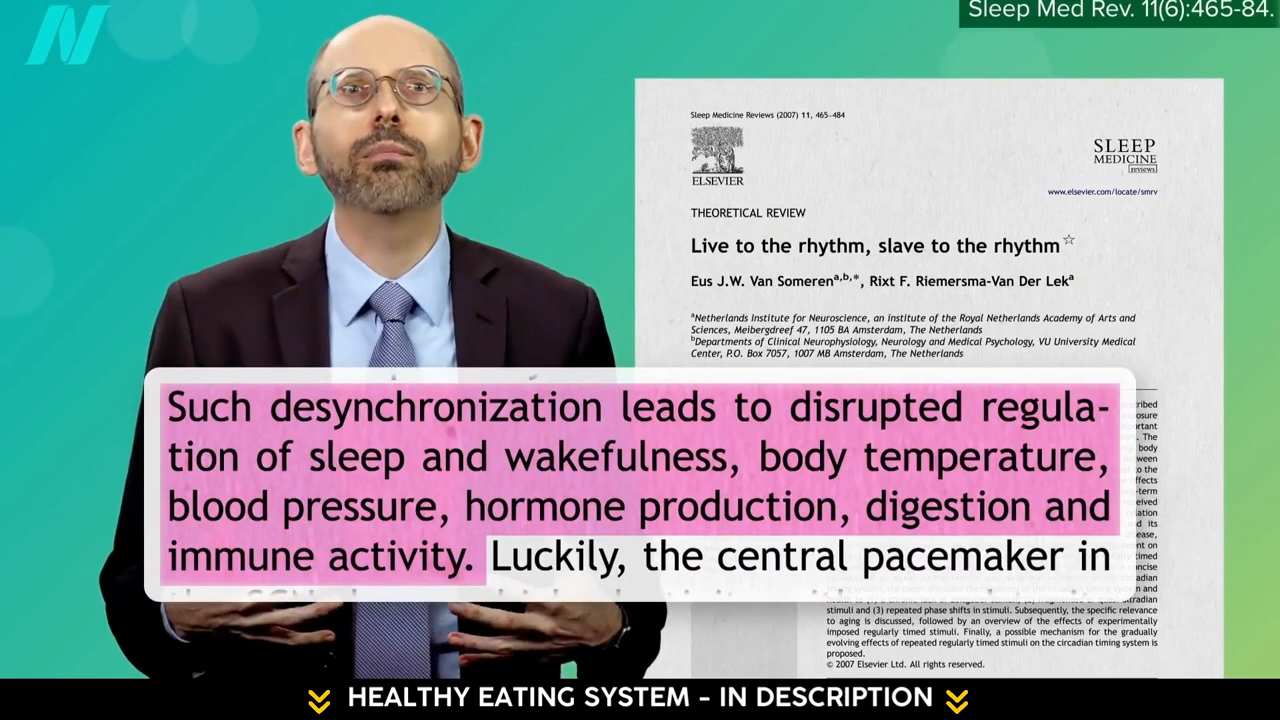 Sleep Med Rev. 11(6):465-84.
Sleep Medicine Reviews (2007) 11, 465–484
ELSEVIER
SLEEP
MEDICINE
reviews
www.elsevier.com/locate/smrv
THEORETICAL REVIEW
Live to the rhythm, slave to the rhythm☆
Eus J.W. Van Someren a,b,*, Rixt F. Riemersma-Van Der Lek a
a Netherlands Institute for Neuroscience, an institute of the Royal Netherlands Academy of Arts and
Sciences, Meibergdreef 47, 1105 BA Amsterdam, The Netherlands
b Departments of Clinical Neurophysiology, Neurology and Medical Psychology, VU University Medical
Center, P.O. Box 7057, 1007 MB Amsterdam, The Netherlands
Such desynchronization leads to disrupted regula-
tion of sleep and wakefulness, body temperature,
blood pressure, hormone production, digestion and
immune activity. Luckily, the central pacemaker in
stimuli and (3) repeated phase shifts in stimuli. Subsequently, the specific relevance
to aging is discussed, followed by an overview of the effects of experimentally
imposed regularly timed stimuli. Finally, a possible mechanism for the gradually
evolving effects of repeated regularly timed stimuli on the circadian timing system is
proposed.
© 2007 Elsevier Ltd. All rights reserved.
HEALTHY EATING SYSTEM - IN DESCRIPTION